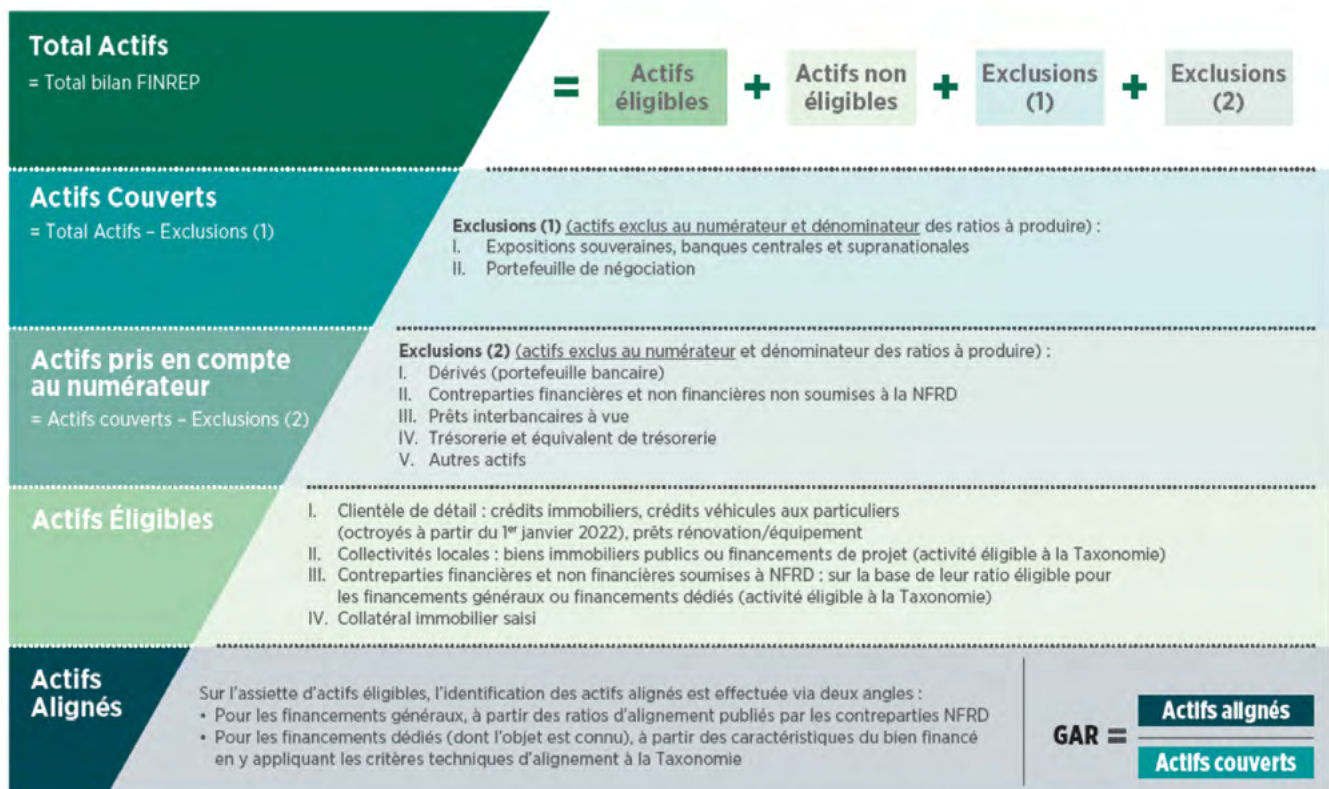 Total Actifs
= Total bilan FINREP
= Actifs éligibles + Actifs non éligibles + Exclusions (1) + Exclusions (2)
Actifs Couverts
= Total Actifs – Exclusions (1)
Exclusions (1) (actifs exclus au numérateur et dénominateur des ratios à produire) :
I. Expositions souveraines, banques centrales et supranationales
II. Portefeuille de négociation
Actifs pris en compte
au numérateur
= Actifs couverts – Exclusions (2)
Exclusions (2) (actifs exclus au numérateur et dénominateur des ratios à produire) :
I. Dérivés (portefeuille bancaire)
II. Contreparties financières et non financières non soumises à la NFRD
III. Prêts interbancaires à vue
IV. Trésorerie et équivalent de trésorerie
V. Autres actifs
Actifs Éligibles
I. Clientèle de détail : crédits immobiliers, crédits véhicules aux particuliers
(octroyés à partir du 1er janvier 2022), prêts rénovation/équipement
II. Collectivités locales : biens immobiliers publics ou financements de projet (activité éligible à la Taxonomie)
III. Contreparties financières et non financières soumises à NFRD : sur la base de leur ratio éligible pour
les financements généraux ou financements dédiés (activité éligible à la Taxonomie)
IV. Collatéral immobilier saisi
Actifs
Alignés
Sur l'assiette d'actifs éligibles, l'identification des actifs alignés est effectuée via deux angles :
• Pour les financements généraux, à partir des ratios d'alignement publiés par les contreparties NFRD
• Pour les financements dédiés (dont l'objet est connu), à partir des caractéristiques du bien financé
en y appliquant les critères techniques d'alignement à la Taxonomie
GAR =
Actifs alignés
Actifs couverts